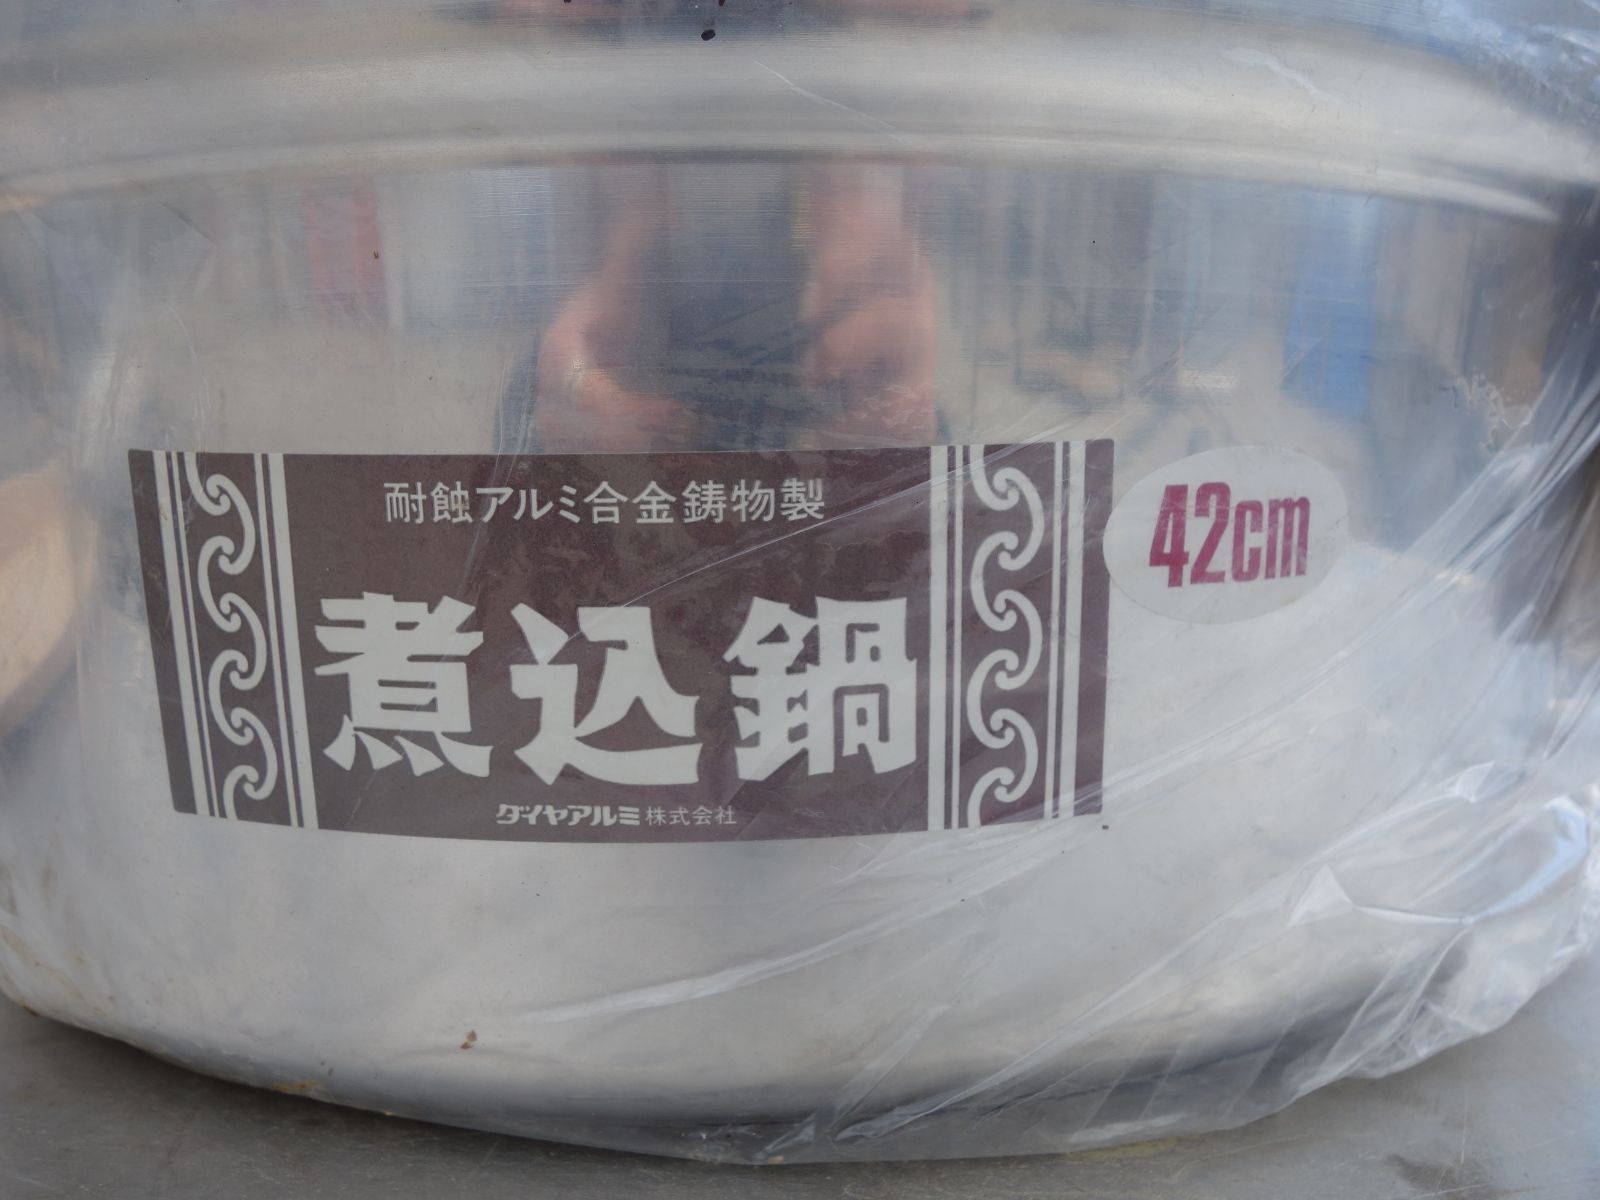 耐蝕アルミ合金鋳物製
煮込鍋
ダイヤアルミ株式会社
42cm